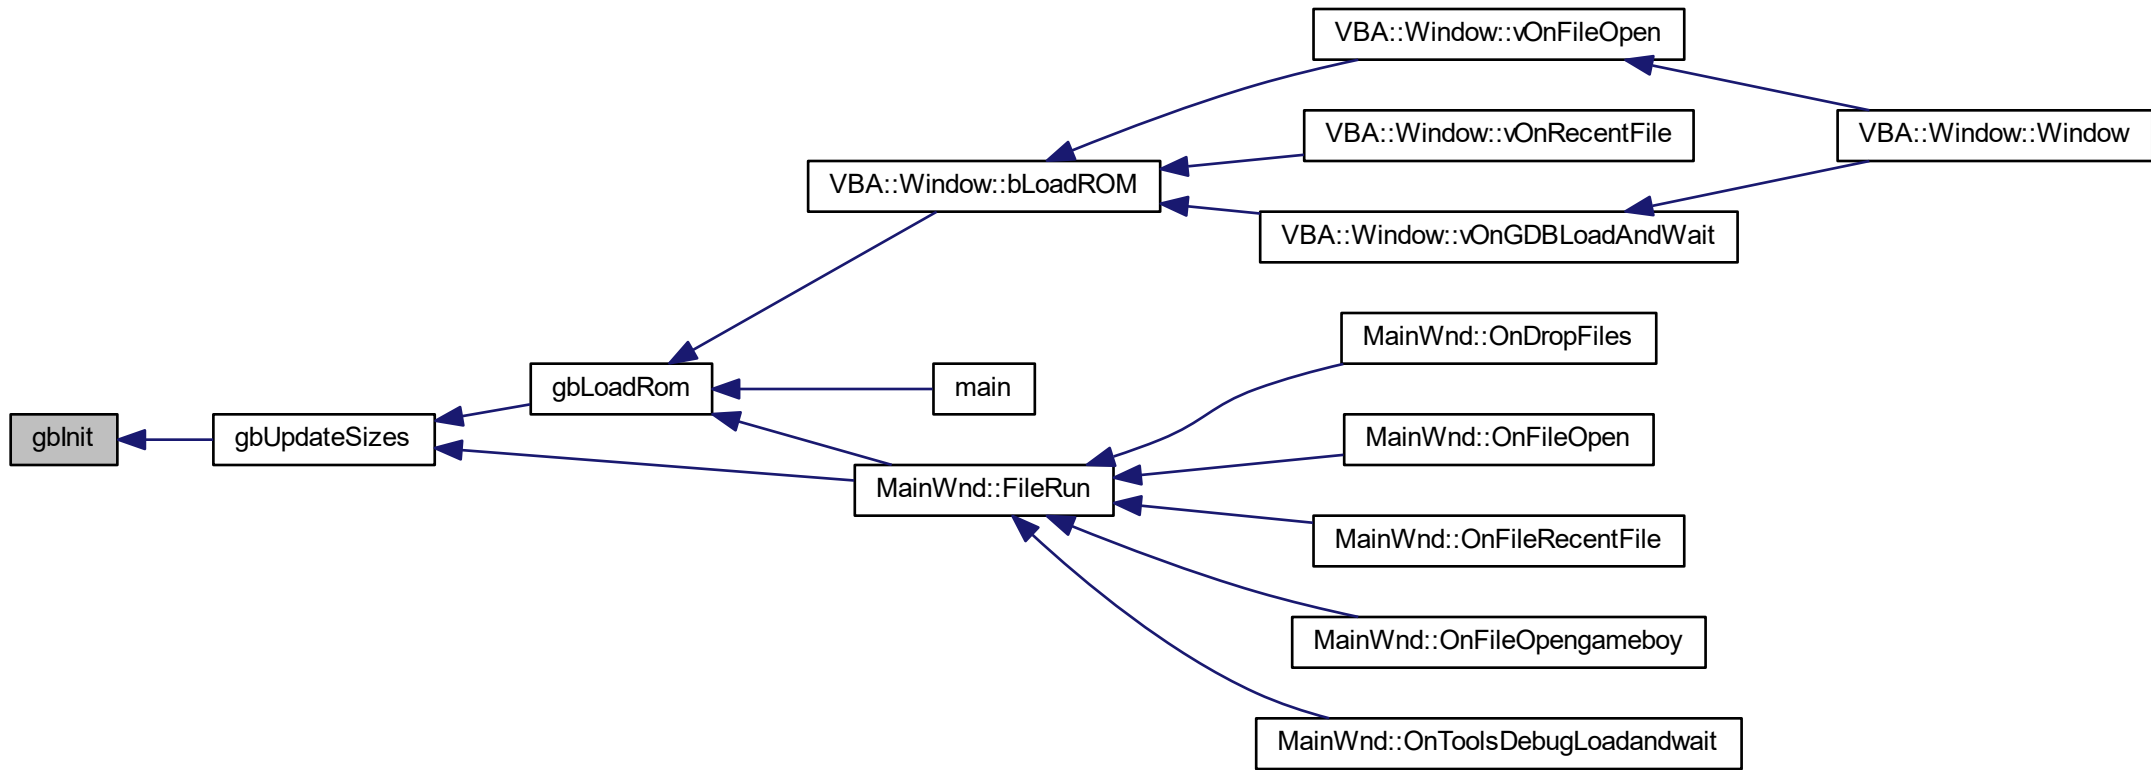 VBA::Window::vOnFileOpen
VBA::Window::vOnRecentFile
VBA::Window::Window
VBA::Window::bLoadROM
VBA::Window::vOnGDBLoadAndWait
MainWnd::OnDropFiles
gbLoadRom
main
gbInit
gbUpdateSizes
MainWnd::OnFileOpen
MainWnd::FileRun
MainWnd::OnFileRecentFile
MainWnd::OnFileOpengameboy
MainWnd::OnToolsDebugLoadandwait